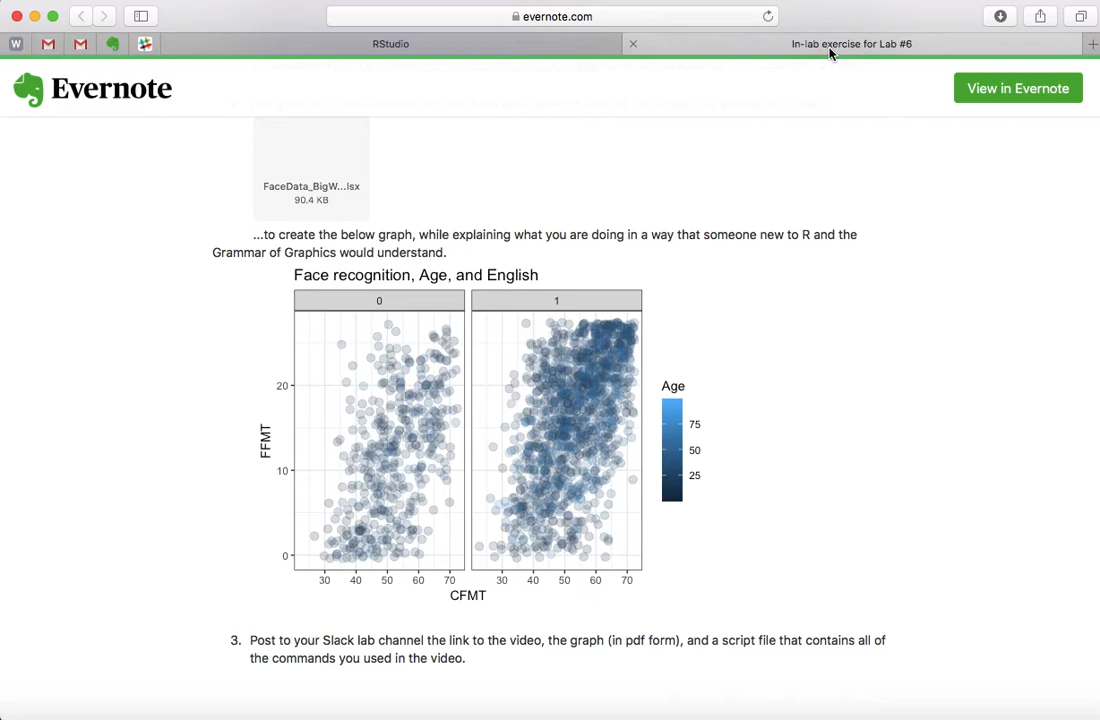 evernote.com
W
RStudio
In-lab exercise for Lab #6
Evernote
View in Evernote
FaceData_BigW...lsx
90.4 KB
...to create the below graph, while explaining what you are doing in a way that someone new to R and the
Grammar of Graphics would understand.
Face recognition, Age, and English
0
1
FFMT
20
10
0
30 40 50 60 70
30 40 50 60 70
CFMT
Age
75
50
25
3. Post to your Slack lab channel the link to the video, the graph (in pdf form), and a script file that contains all of
the commands you used in the video.